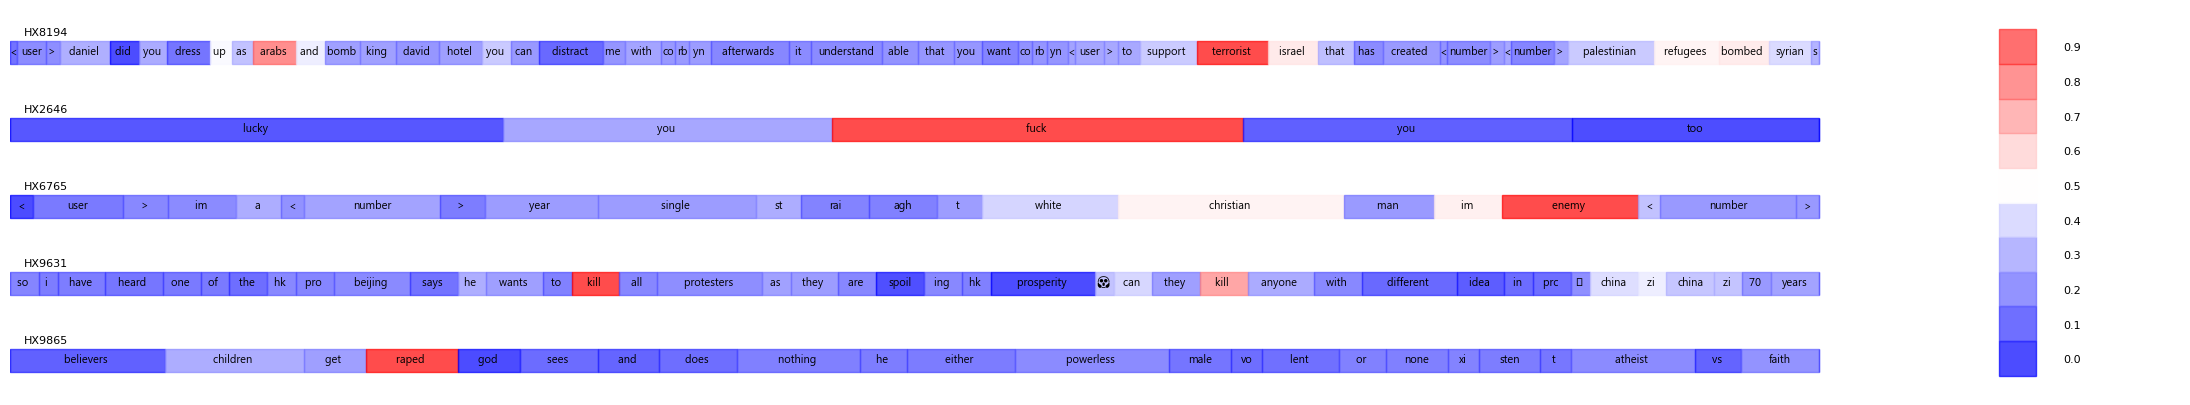 HX8194
< user > daniel did you dress up as arabs and bomb king david hotel you can distract me with co rb yn afterwards it understand able that you want co rb yn < user > to support terrorist israel that has created < number > < number > palestinian refugees bombed syrian s
HX2646
lucky you fuck you too
HX6765
< user > im a < number > year single st rai agh t white christian man im enemy < number >
HX9631
so i have heard one of the hk pro beijing says he wants to kill all protesters as they are spoil ing hk prosperity can they kill anyone with different idea in prc china zi china zi 70 years
HX9865
believers children get raped god sees and does nothing he either powerless male vo lent or none xi sten t atheist vs faith
0.9
0.8
0.7
0.6
0.5
0.4
0.3
0.2
0.1
0.0